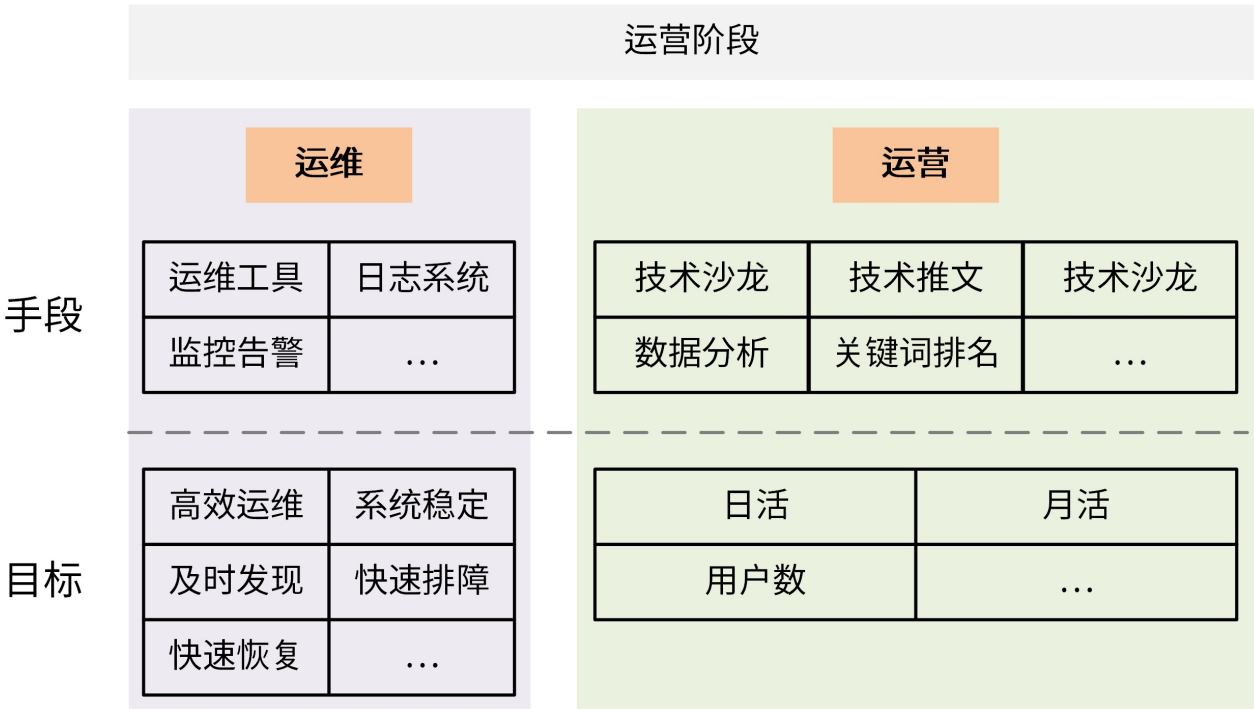 运营阶段
运维
运营
手段
运维工具 日志系统
监控告警 …
技术沙龙 技术推文 技术沙龙
数据分析 关键词排名 …
目标
高效运维 系统稳定
及时发现 快速排障
快速恢复 …
日活 月活
用户数 …